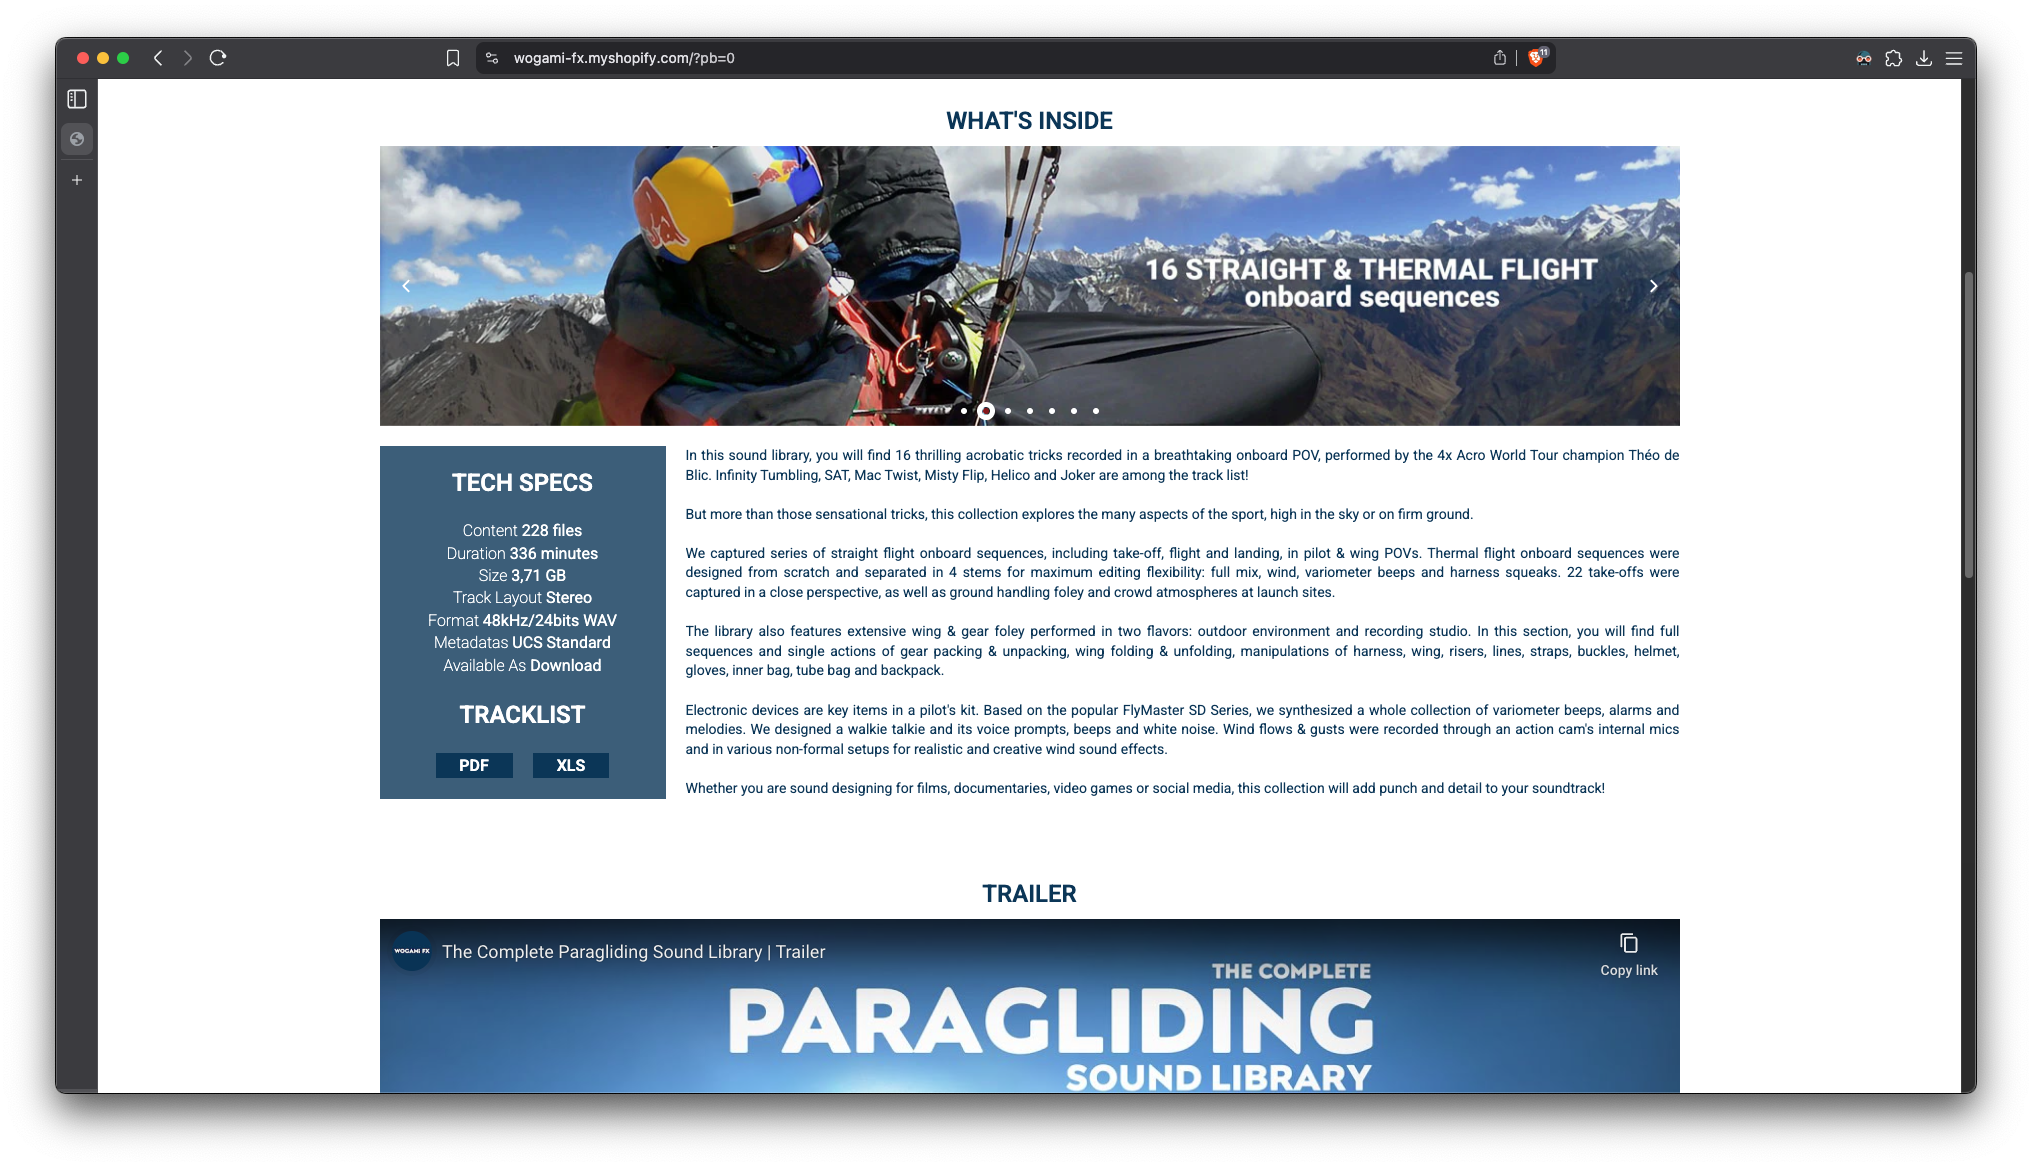 wogami-fx.myshopify.com/?pb=0
11
WHAT'S INSIDE
16 STRAIGHT & THERMAL FLIGHT
onboard sequences
TECH SPECS
Content 228 files
Duration 336 minutes
Size 3,71 GB
Track Layout Stereo
Format 48kHz/24bits WAV
Metadatas UCS Standard
Available As Download
TRACKLIST
PDF XLS
In this sound library, you will find 16 thrilling acrobatic tricks recorded in a breathtaking onboard POV, performed by the 4x Acro World Tour champion Théo de
Blic. Infinity Tumbling, SAT, Mac Twist, Misty Flip, Helico and Joker are among the track list!
But more than those sensational tricks, this collection explores the many aspects of the sport, high in the sky or on firm ground.
We captured series of straight flight onboard sequences, including take-off, flight and landing, in pilot & wing POVs. Thermal flight onboard sequences were
designed from scratch and separated in 4 stems for maximum editing flexibility: full mix, wind, variometer beeps and harness squeaks. 22 take-offs were
captured in a close perspective, as well as ground handling foley and crowd atmospheres at launch sites.
The library also features extensive wing & gear foley performed in two flavors: outdoor environment and recording studio. In this section, you will find full
sequences and single actions of gear packing & unpacking, wing folding & unfolding, manipulations of harness, wing, risers, lines, straps, buckles, helmet,
gloves, inner bag, tube bag and backpack.
Electronic devices are key items in a pilot's kit. Based on the popular FlyMaster SD Series, we synthesized a whole collection of variometer beeps, alarms and
melodies. We designed a walkie talkie and its voice prompts, beeps and white noise. Wind flows & gusts were recorded through an action cam's internal mics
and in various non-formal setups for realistic and creative wind sound effects.
Whether you are sound designing for films, documentaries, video games or social media, this collection will add punch and detail to your soundtrack!
TRAILER
WOGAMI FX
The Complete Paragliding Sound Library | Trailer
Copy link
THE COMPLETE
PARAGLIDING
SOUND LIBRARY